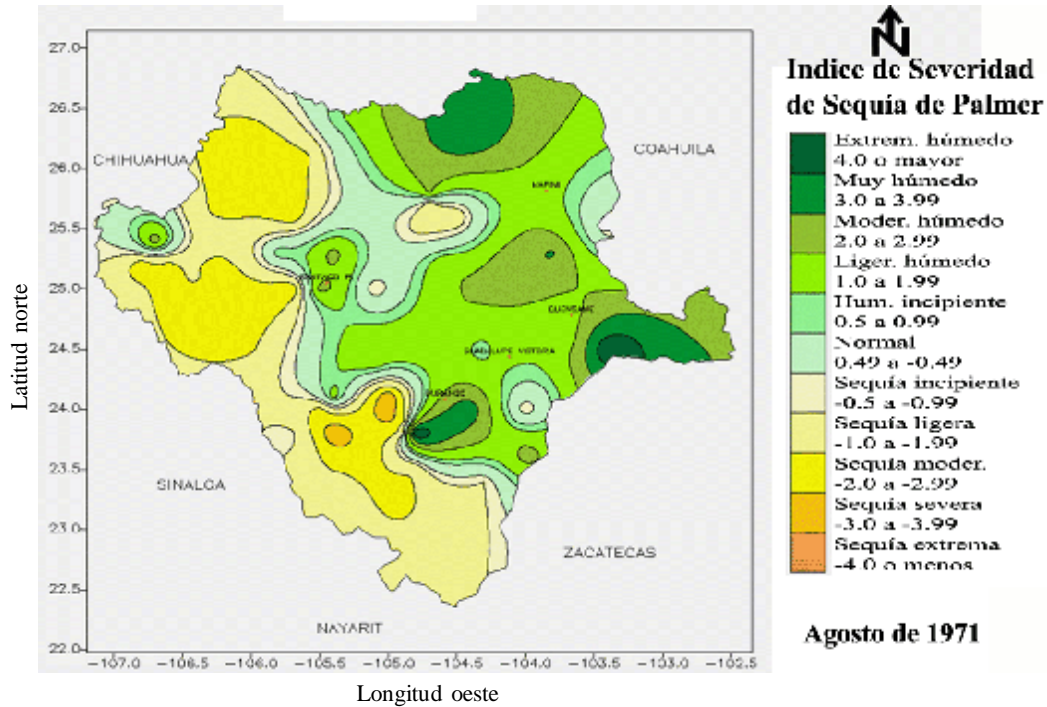 N
27.0
26.5
26.0
25.5
25.0
24.5
24.0
23.5
23.0
22.5
22.0
Latitud norte
CHIHUAHUA
COAHUILA
MAPIMI
CUENCAME
GUADALUPE VICTORIA
DURANGO
SINALOA
ZACATECAS
NAYARIT
-107.0 -106.5 -106.0 -105.5 -105.0 -104.5 -104.0 -103.5 -103.0 -102.5
Longitud oeste
Indice de Severidad
de Sequía de Palmer
Extrem. húmedo
4.0 o mayor
Muy húmedo
3.0 a 3.99
Moder. húmedo
2.0 a 2.99
Liger. húmedo
1.0 a 1.99
Hum. incipiente
0.5 a 0.99
Normal
0.49 a -0.49
Sequía incipiente
-0.5 a -0.99
Sequía ligera
-1.0 a -1.99
Sequía moder.
-2.0 a -2.99
Sequía severa
-3.0 a -3.99
Sequía extrema
-4.0 o menos
Agosto de 1971